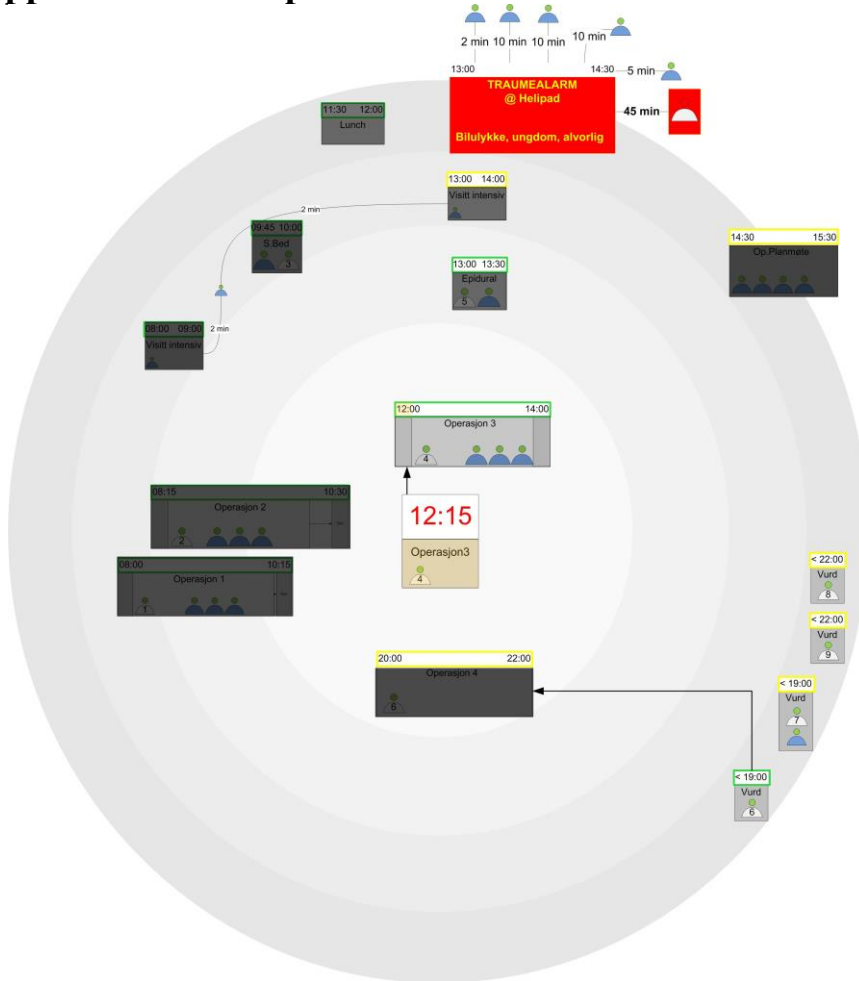 2 min 10 min 10 min 10 min
13:00 14:30 5 min
TRAUMEALARM
@ Helipad
45 min
Bilulykke, ungdom, alvorlig
11:30 12:00
Lunch
13:00 14:00
Visitt intensiv
2 min
09:45 10:00
S.Bed
3
14:30 15:30
Op.Planmøte
13:00 13:30
Epidural
5
08:00 09:00
2 min
Visitt intensiv
12:00 14:00
Operasjon 3
4
08:15 10:30
Operasjon 2
2
12:15
Operasjon3
4
08:00 10:15
Operasjon 1
1
< 22:00
Vurd
8
< 22:00
Vurd
9
20:00 22:00
Operasjon 4
6
< 19:00
Vurd
7
< 19:00
Vurd
6